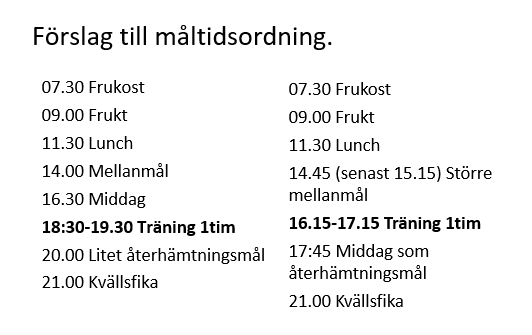 Förslag till måltidsordning.
07.30 Frukost
09.00 Frukt
11.30 Lunch
14.00 Mellanmål
16.30 Middag
18:30-19.30 Träning 1tim
20.00 Litet återhämtningsmål
21.00 Kvällsfika
07.30 Frukost
09.00 Frukt
11.30 Lunch
14.45 (senast 15.15) Större
mellanmål
16.15-17.15 Träning 1tim
17:45 Middag som
återhämtningsmål
21.00 Kvällsfika